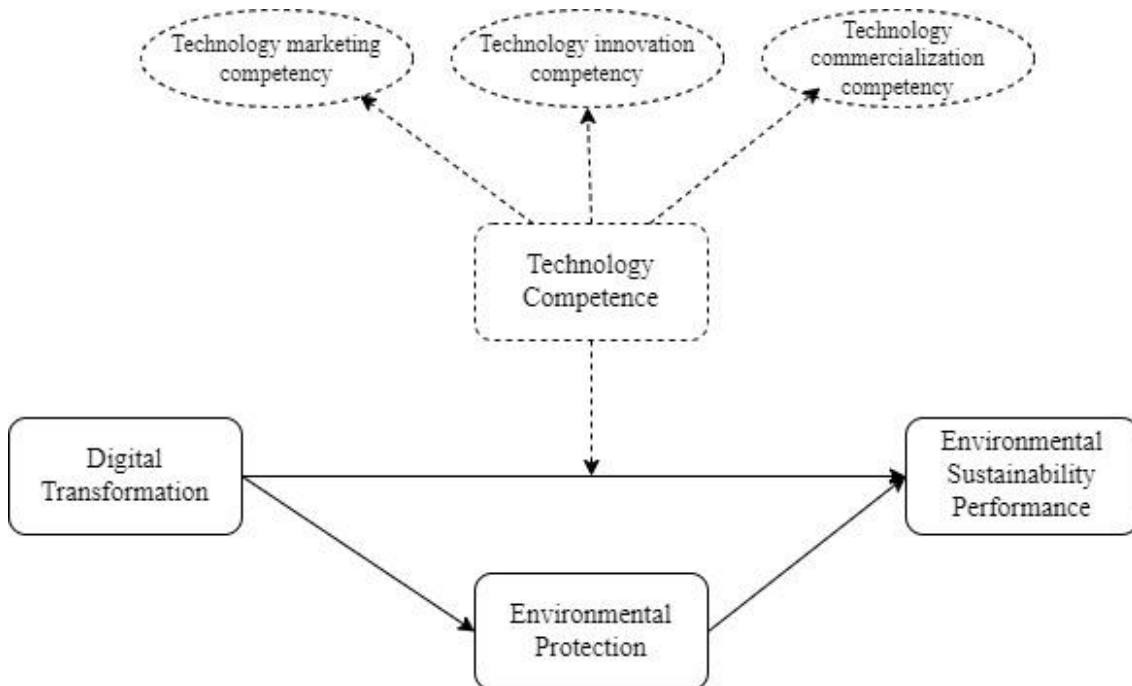 Technology marketing
competency
Technology innovation
competency
Technology
commercialization
competency
Technology
Competence
Digital
Transformation
Environmental
Sustainability
Performance
Environmental
Protection